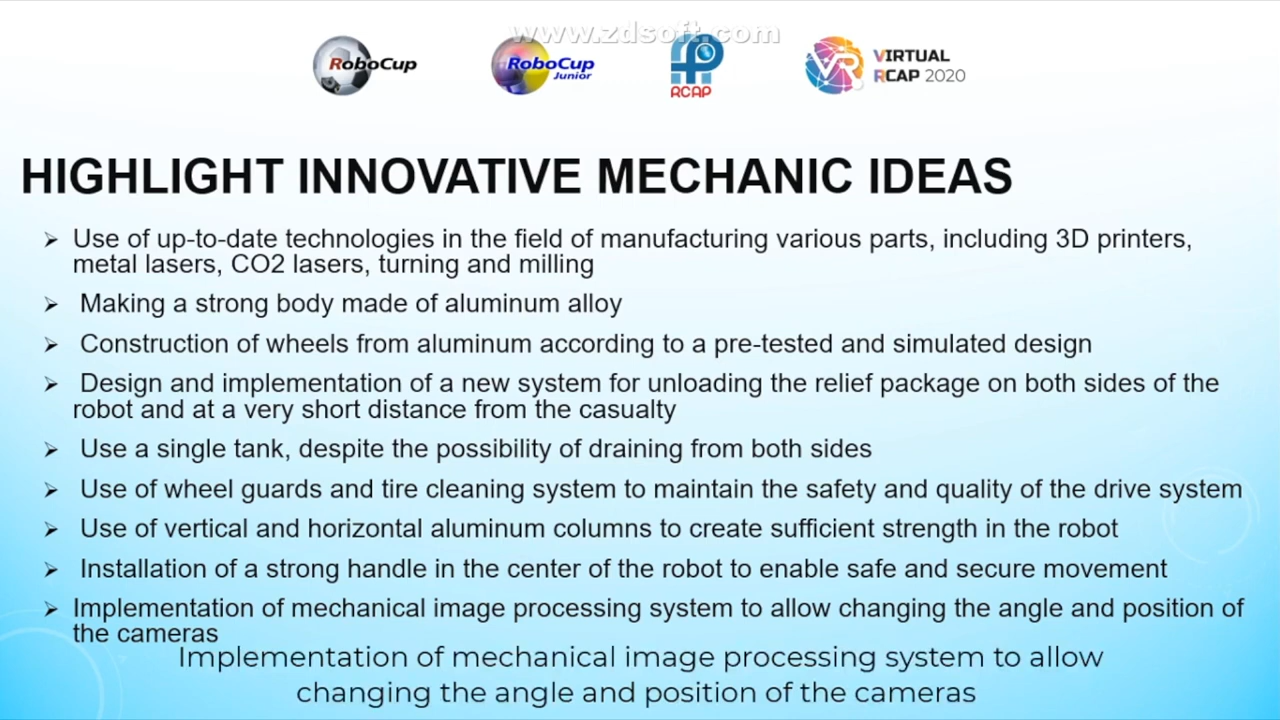 www.zdsoft.com
RoboCup
RoboCup
Junior
RCAP
VR
VIRTUAL
RCAP 2020
HIGHLIGHT INNOVATIVE MECHANIC IDEAS
Use of up-to-date technologies in the field of manufacturing various parts, including 3D printers,
metal lasers, CO2 lasers, turning and milling
Making a strong body made of aluminum alloy
Construction of wheels from aluminum according to a pre-tested and simulated design
Design and implementation of a new system for unloading the relief package on both sides of the
robot and at a very short distance from the casualty
Use a single tank, despite the possibility of draining from both sides
Use of wheel guards and tire cleaning system to maintain the safety and quality of the drive system
Use of vertical and horizontal aluminum columns to create sufficient strength in the robot
Installation of a strong handle in the center of the robot to enable safe and secure movement
Implementation of mechanical image processing system to allow changing the angle and position of
the cameras
Implementation of mechanical image processing system to allow
changing the angle and position of the cameras